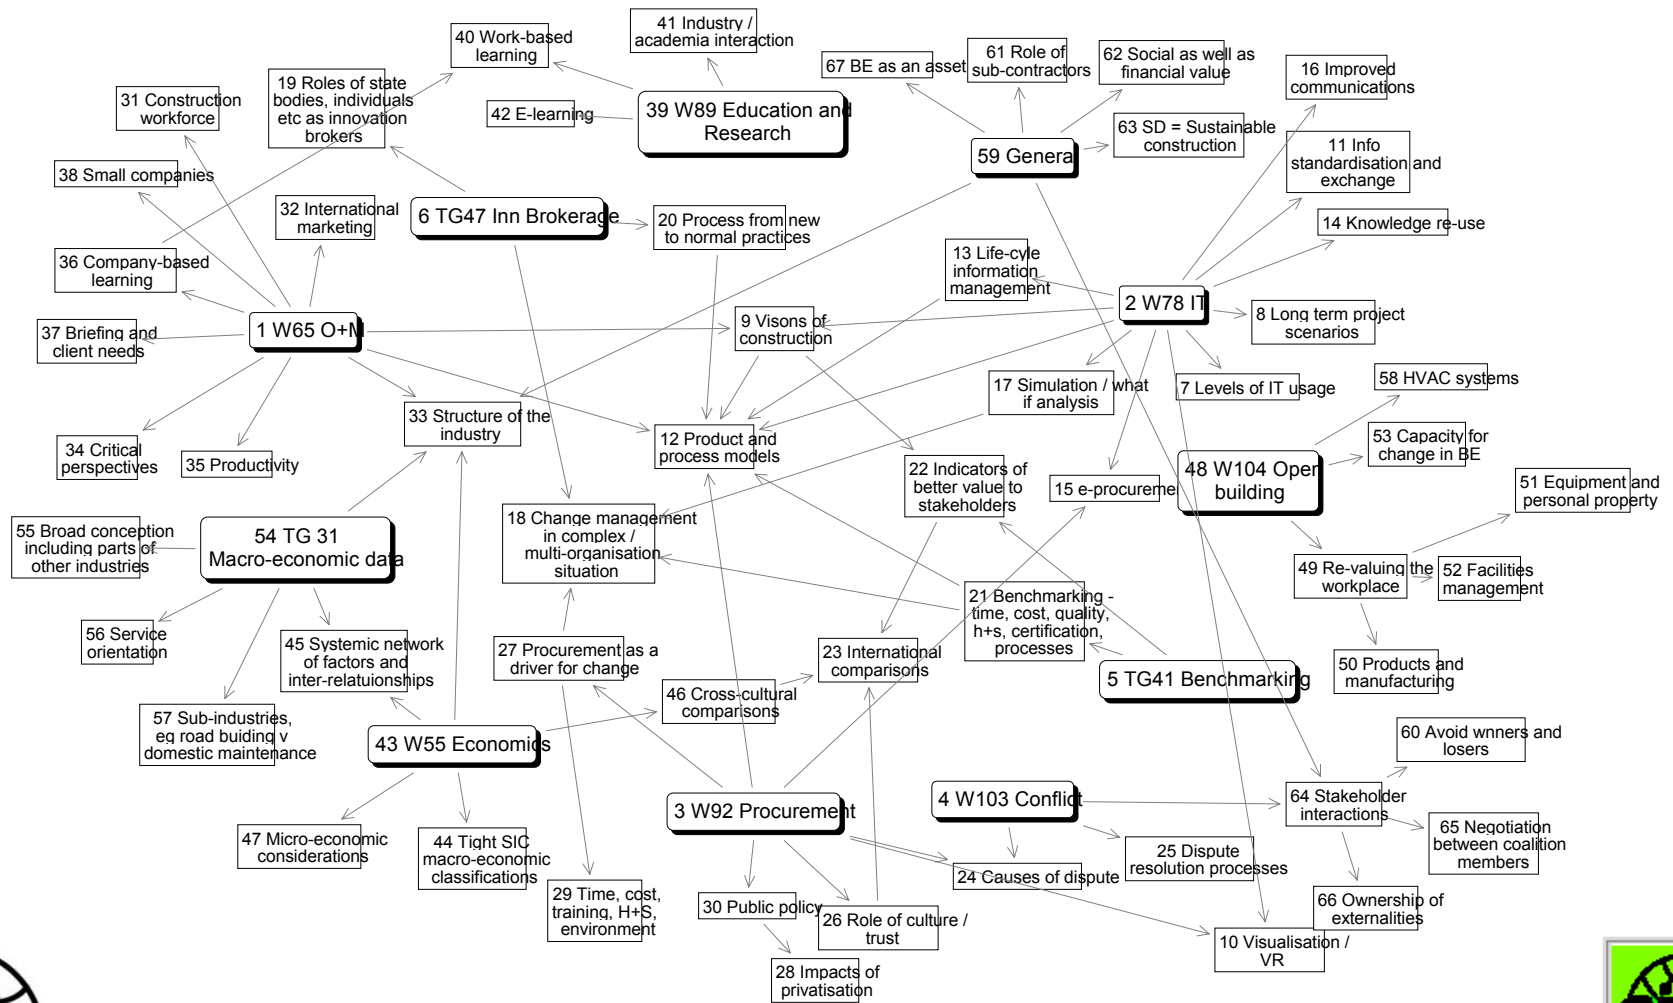 41 Industry /
academia interaction
40 Work-based
learning
61 Role of
sub-contractors
62 Social as well as
financial value
67 BE as an asset
16 Improved
communications
19 Roles of state
bodies, individuals
etc as innovation
brokers
31 Construction
workforce
42 E-learning
39 W89 Education and
Research
63 SD = Sustainable
construction
11 Info
standardisation and
exchange
59 Genera
38 Small companies
32 International
marketing
6 TG47 Inn Brokerage
20 Process from new
to normal practices
14 Knowledge re-use
36 Company-based
learning
13 Life-cyle
information
management
2 W78 IT
8 Long term project
scenarios
37 Briefing and
client needs
1 W65 O+M
9 Visons of
construction
17 Simulation / what
if analysis
7 Levels of IT usage
58 HVAC systems
33 Structure of the
industry
34 Critical
perspectives
35 Productivity
12 Product and
process models
53 Capacity for
change in BE
22 Indicators of
better value to
stakeholders
15 e-procuremen
48 W104 Open
building
51 Equipment and
personal property
18 Change management
in complex /
multi-organisation
situation
55 Broad conception
including parts of
other industries
54 TG 31
Macro-economic data
49 Re-valuing the
workplace
52 Facilities
management
21 Benchmarking -
time, cost, quality,
h+s, certification,
processes
56 Service
orientation
45 Systemic network
of factors and
inter-relatuionships
27 Procurement as a
driver for change
23 International
comparisons
50 Products and
manufacturing
5 TG41 Benchmarking
46 Cross-cultural
comparisons
57 Sub-industries,
eg road buiding v
domestic maintenance
43 W55 Economics
60 Avoid wnners and
losers
3 W92 Procurement
4 W103 Conflict
64 Stakeholder
interactions
47 Micro-economic
considerations
44 Tight SIC
macro-economic
classifications
65 Negotiation
between coalition
members
25 Dispute
resolution processes
24 Causes of dispute
29 Time, cost,
training, H+S,
environment
30 Public policy
26 Role of culture /
trust
66 Ownership of
externalities
10 Visualisation /
VR
28 Impacts of
privatisation